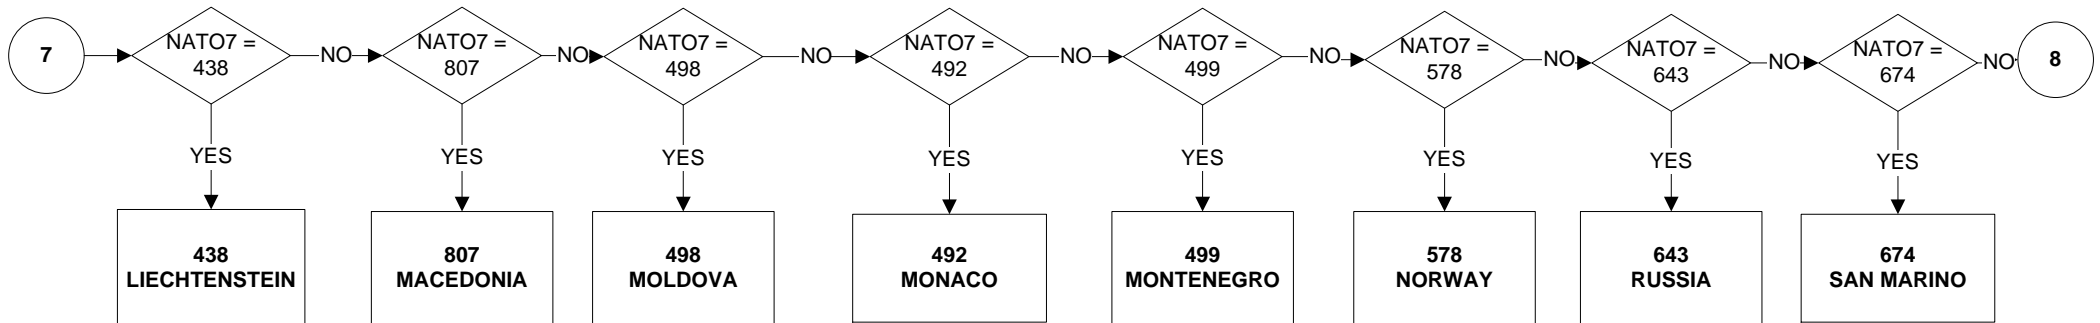 7
NATO7 =
438
NO
NATO7 =
807
NO
NATO7 =
498
NO
NATO7 =
492
NO
NATO7 =
499
NO
NATO7 =
578
NO
NATO7 =
643
NO
NATO7 =
674
NO
8
YES
YES
YES
YES
YES
YES
YES
YES
438
LIECHTENSTEIN
807
MACEDONIA
498
MOLDOVA
492
MONACO
499
MONTENEGRO
578
NORWAY
643
RUSSIA
674
SAN MARINO